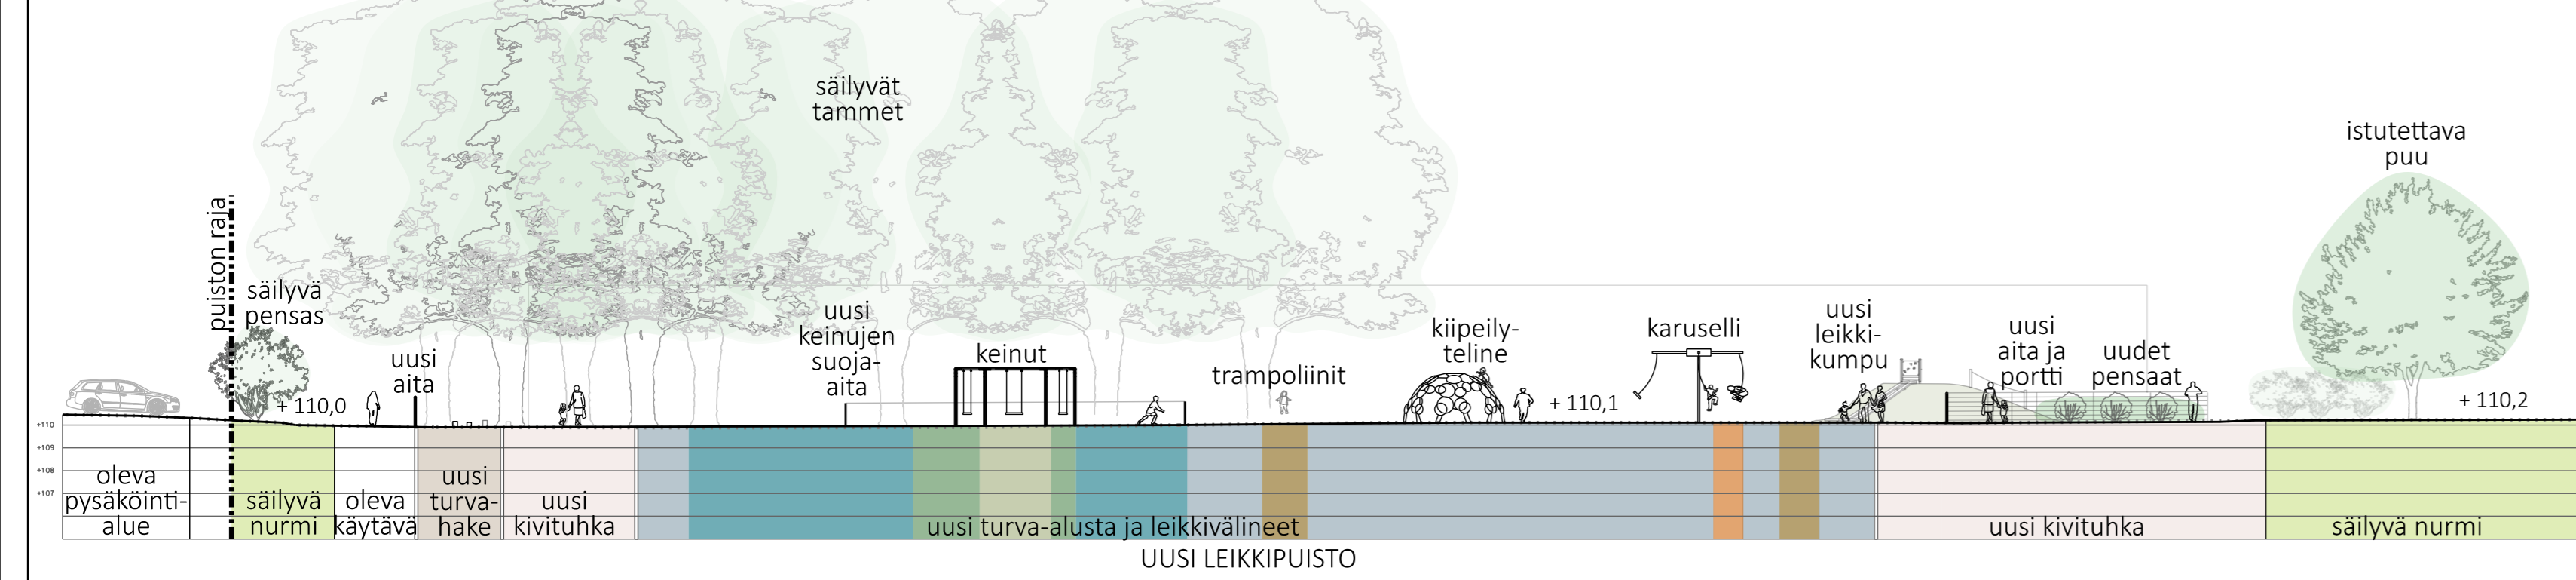 säilyvät
tammet
istutettava
puu
puiston raja
säilyvä
pensas
uusi
aita
uusi
keinujen
suoja-
aita
keinut
trampoliinit
kiipeily-
teline
karuselli
uusi
leikki-
kumpu
uusi
aita ja
portti
uudet
pensaat
+ 110,0
+ 110,1
+ 110,2
+110
+109
+108
+107
oleva
pysäköinti-
alue
säilyvä
nurmi
oleva
käytävä
uusi
turva-
hake
uusi
kivituhka
uusi turva-alusta ja leikkivälineet
uusi kivituhka
säilyvä nurmi
UUSI LEIKKIPUISTO